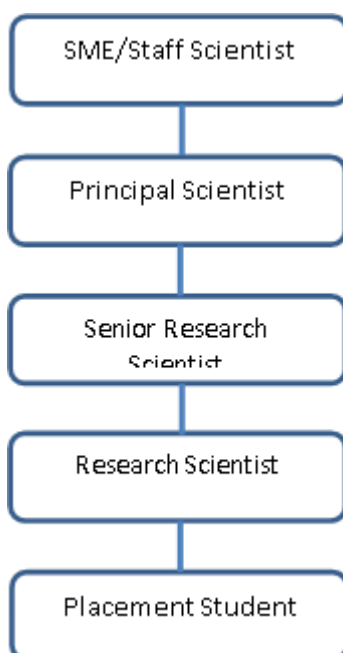 SME/Staff Scientist
Principal Scientist
Senior Research
Scientist
Research Scientist
Placement Student